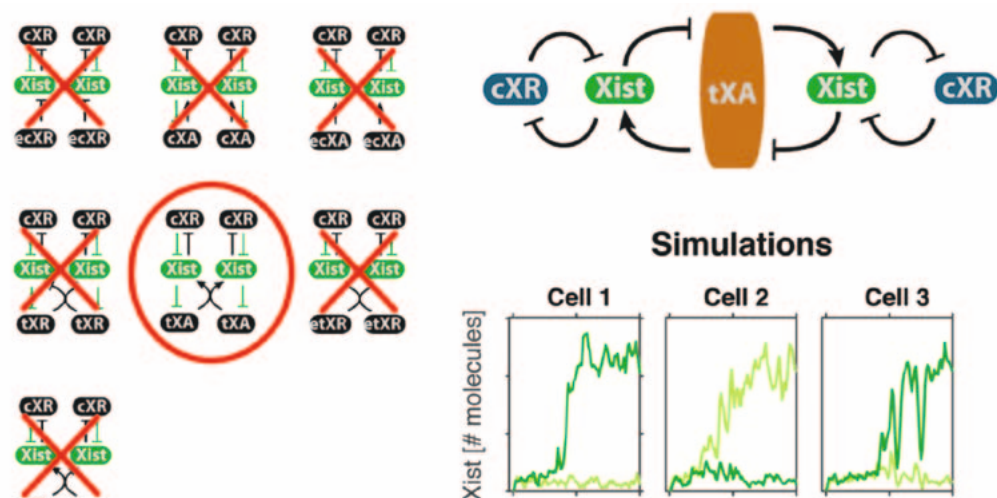 cXR cXR cXR cXR cXR cXR
Xist Xist Xist Xist Xist Xist
ecXR ecXR cXA cXA ecXA ecXA
cXR Xist tXA Xist cXR
cXR cXR cXR cXR cXR cXR
Xist Xist Xist Xist Xist Xist
tXR tXR tXA tXA etXR etXR
cXR cXR
Xist Xist
Simulations
Cell 1 Cell 2 Cell 3
Xist [# molecules]